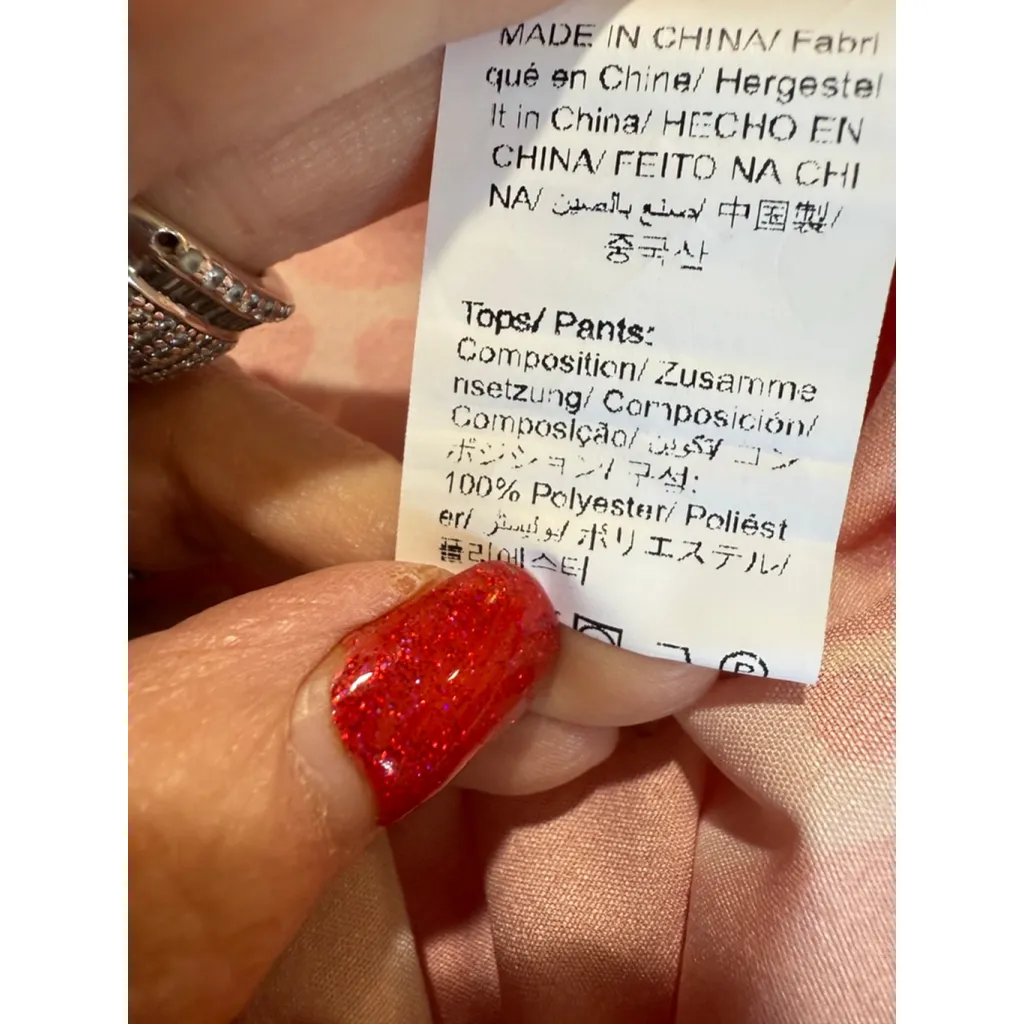 MADE IN CHINA/ Fabri
qué en China/ Hergestel
lt in China/ HECHO EN
CHINA/ FEITO NA CHI
NA/ صنع بالصين/ 中国製/
중국산
Tops/ Pants:
Composition/ Zusamme
nsetzung/ Composición/
Composição/ تكوين/ コン
ポジション/ 구성:
100% Polyester/ Poliést
er/ بوليستر/ ポリエステル/
폴리에스터
P